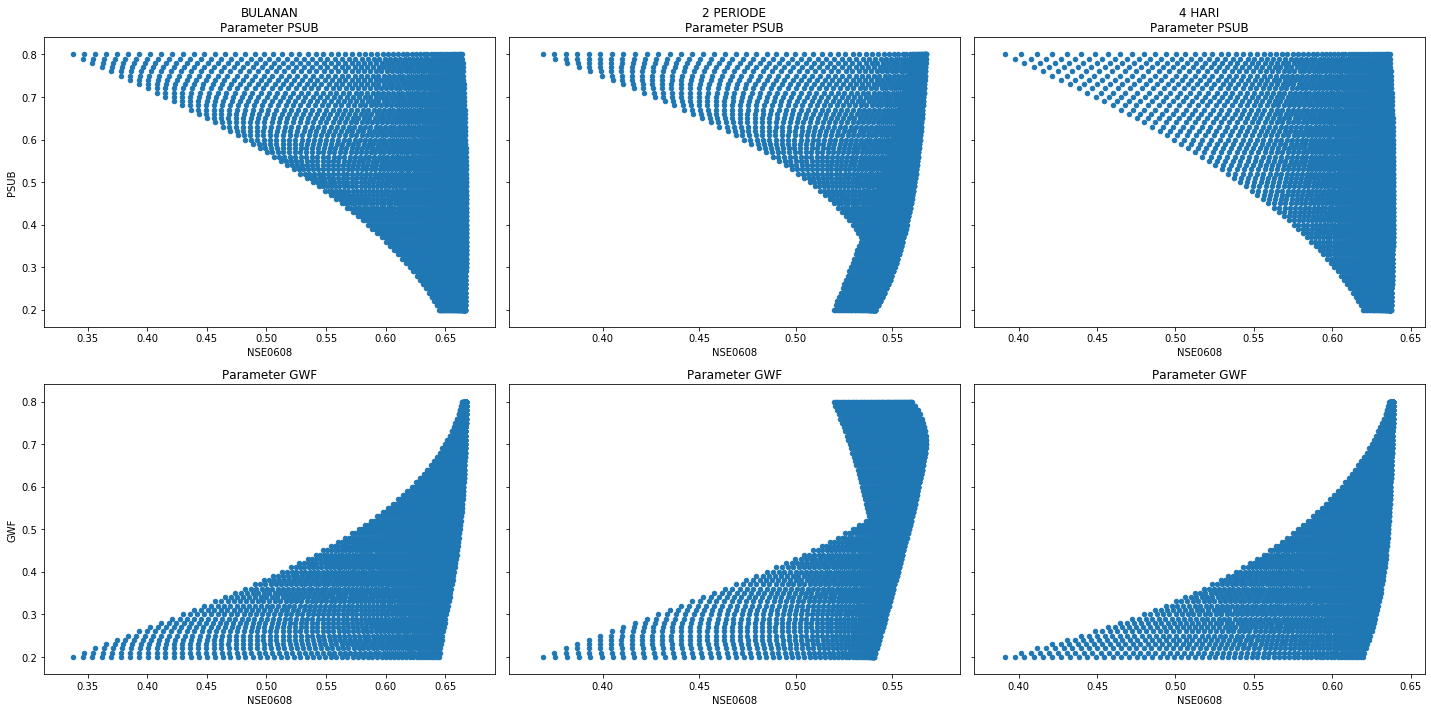 BULANAN
Parameter PSUB
2 PERIODE
Parameter PSUB
4 HARI
Parameter PSUB
PSUB
0.8
0.7
0.6
0.5
0.4
0.3
0.2
0.35 0.40 0.45 0.50 0.55 0.60 0.65
NSE0608
0.40 0.45 0.50 0.55
NSE0608
0.40 0.45 0.50 0.55 0.60 0.65
NSE0608
Parameter GWF
Parameter GWF
Parameter GWF
GWF
0.8
0.7
0.6
0.5
0.4
0.3
0.2
0.35 0.40 0.45 0.50 0.55 0.60 0.65
NSE0608
0.40 0.45 0.50 0.55
NSE0608
0.40 0.45 0.50 0.55 0.60 0.65
NSE0608